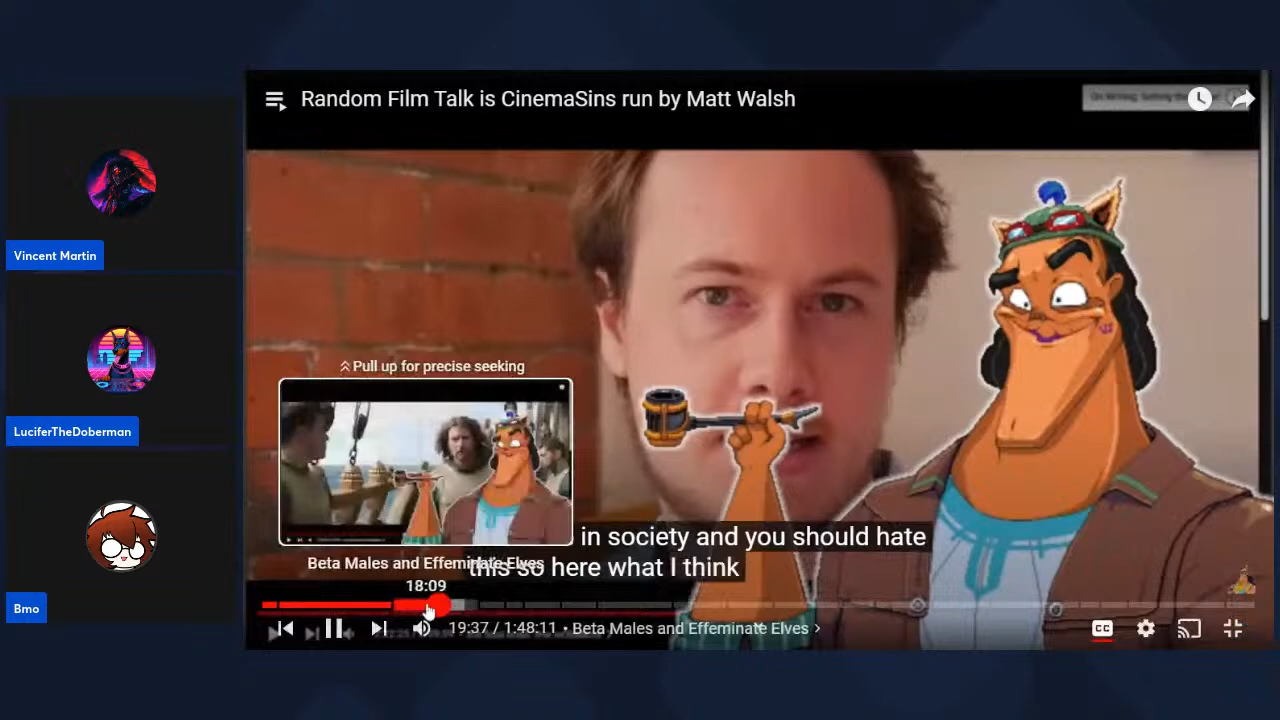 Random Film Talk is CinemaSins run by Matt Walsh
Vincent Martin
LuciferTheDoberman
Bmo
Pull up for precise seeking
in society and you should hate
this so here what I think
Beta Males and Effeminate Elves
18:09
19:37 / 1:48:11 • Beta Males and Effeminate Elves
CC